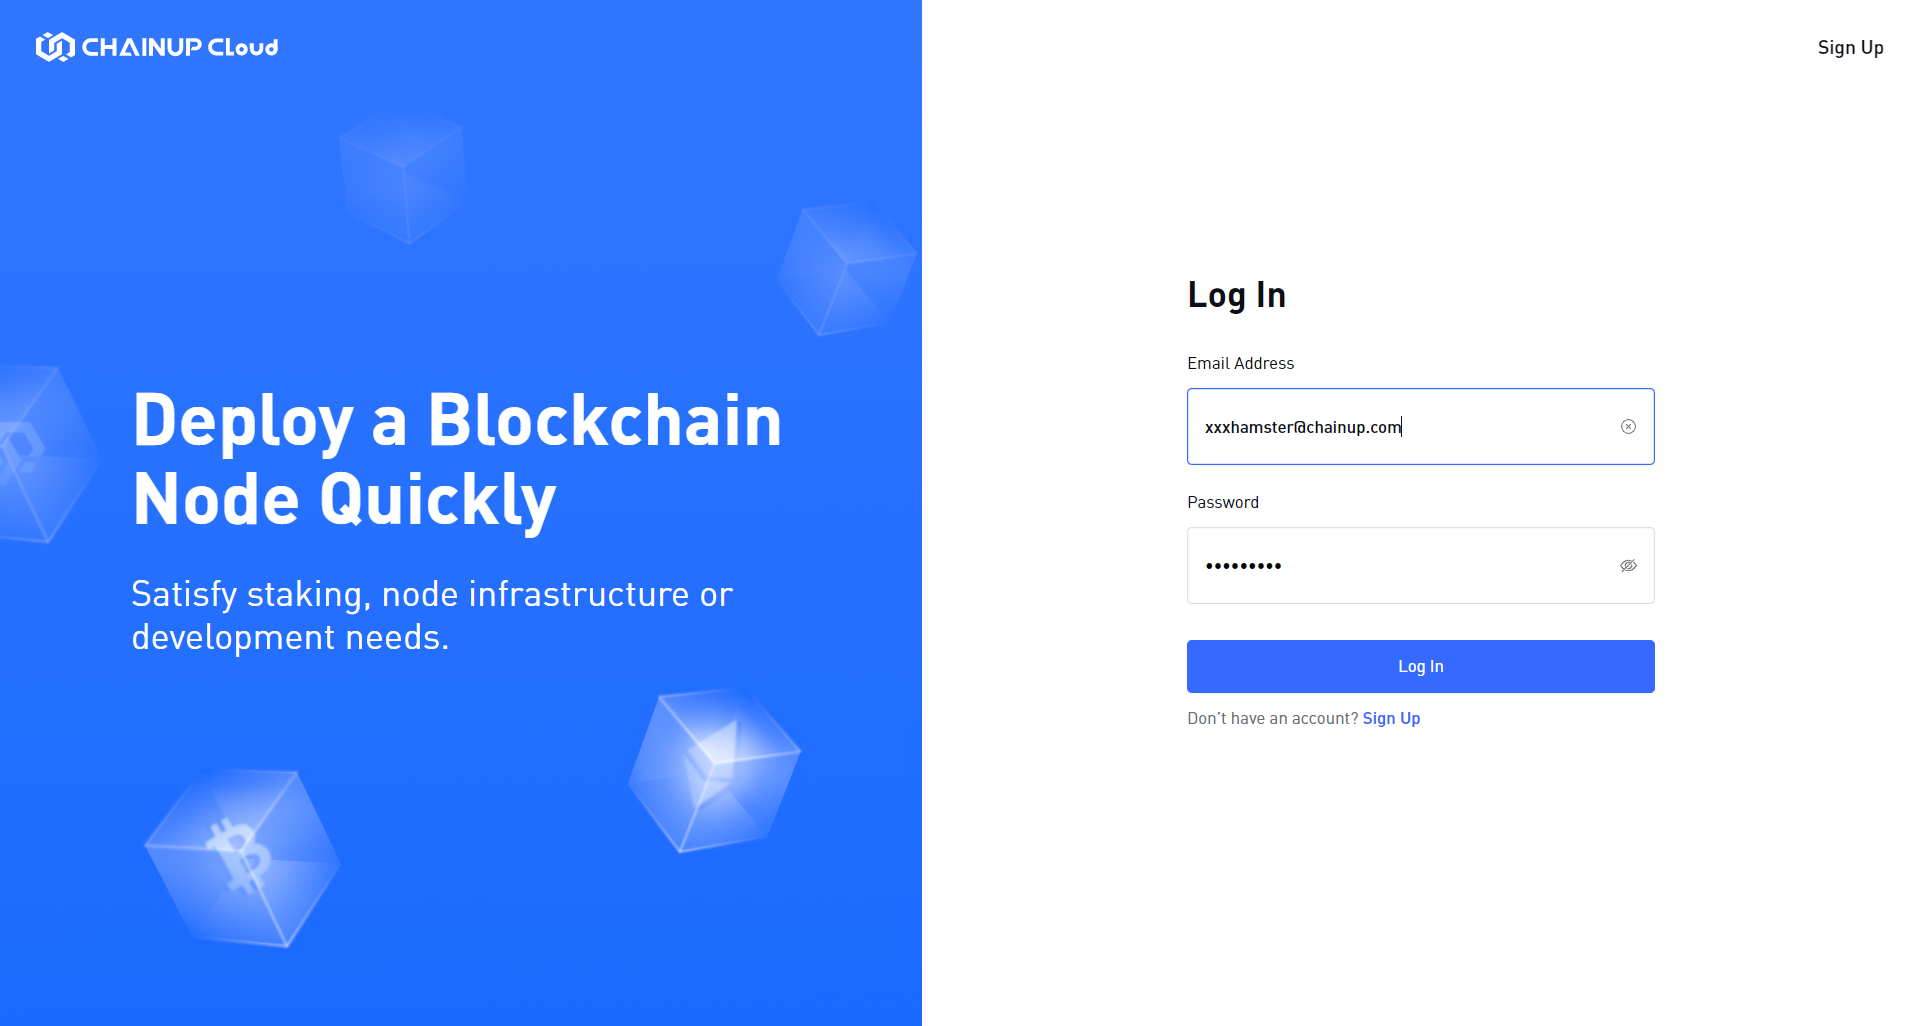 CHAINUP Cloud
Sign Up
Deploy a Blockchain
Node Quickly
Satisfy staking, node infrastructure or
development needs.
Log In
Email Address
xxxhamster@chainup.com
Password
•••••••••
Log In
Don't have an account? Sign Up